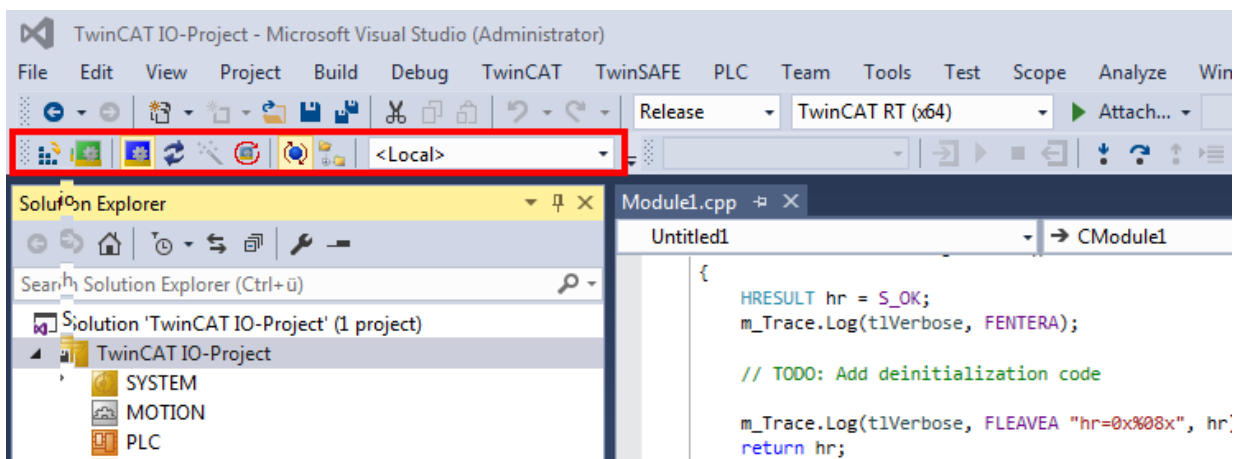 TwinCAT IO-Project - Microsoft Visual Studio (Administrator)
File Edit View Project Build Debug TwinCAT TwinSAFE PLC Team Tools Test Scope Analyze Win
Release TwinCAT RT (x64) Attach...
<Local>
Solution Explorer
Module1.cpp
Untitled1 CModule1
Search Solution Explorer (Ctrl+ü)
Solution 'TwinCAT IO-Project' (1 project)
TwinCAT IO-Project
SYSTEM
MOTION
PLC
{
HRESULT hr = S_OK;
m_Trace.Log(tlVerbose, FENTERA);
// TODO: Add deinitialization code
m_Trace.Log(tlVerbose, FLEAVEA "hr=0x%08x", hr)
return hr;